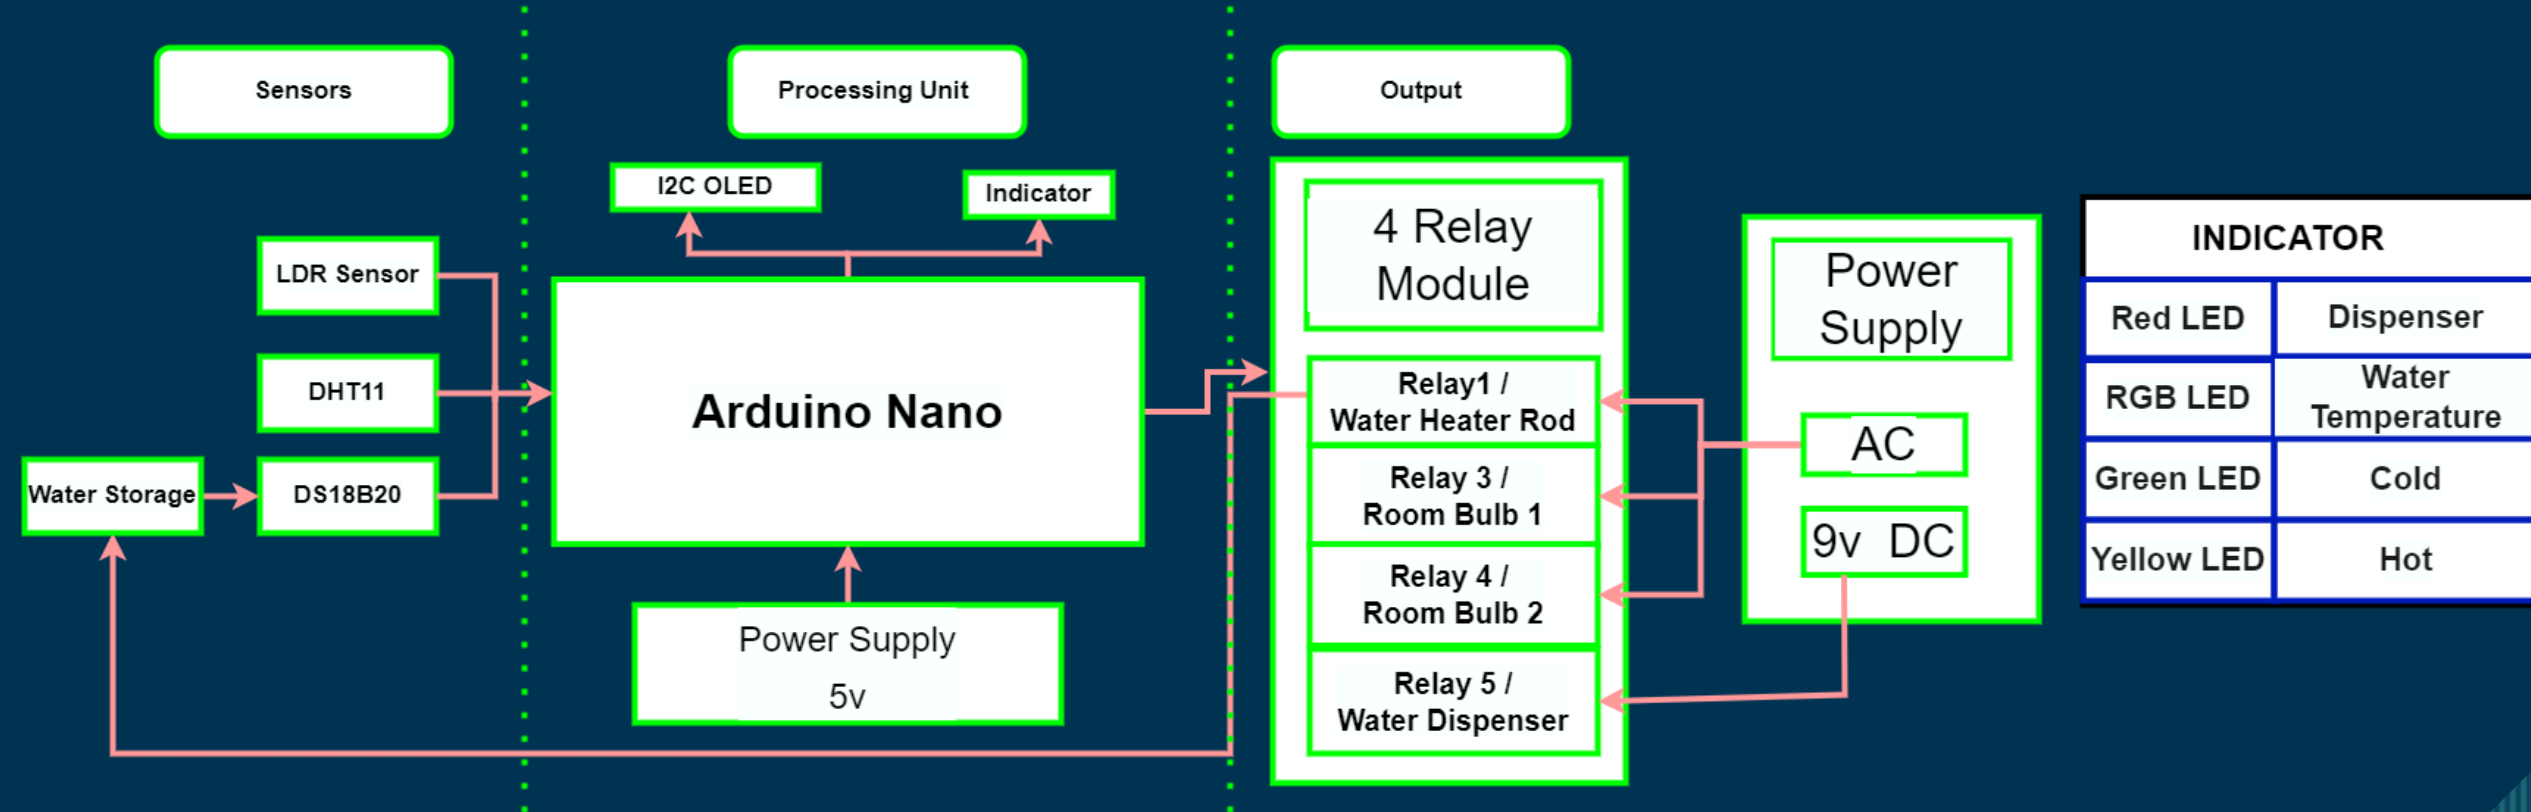 Sensors
Processing Unit
Output
I2C OLED
Indicator
LDR Sensor
DHT11
Water Storage
DS18B20
Arduino Nano
Power Supply
5v
4 Relay
Module
Relay1 /
Water Heater Rod
Relay 3 /
Room Bulb 1
Relay 4 /
Room Bulb 2
Relay 5 /
Water Dispenser
Power
Supply
AC
9v DC
INDICATOR
Red LED
Dispenser
RGB LED
Water
Temperature
Green LED
Cold
Yellow LED
Hot